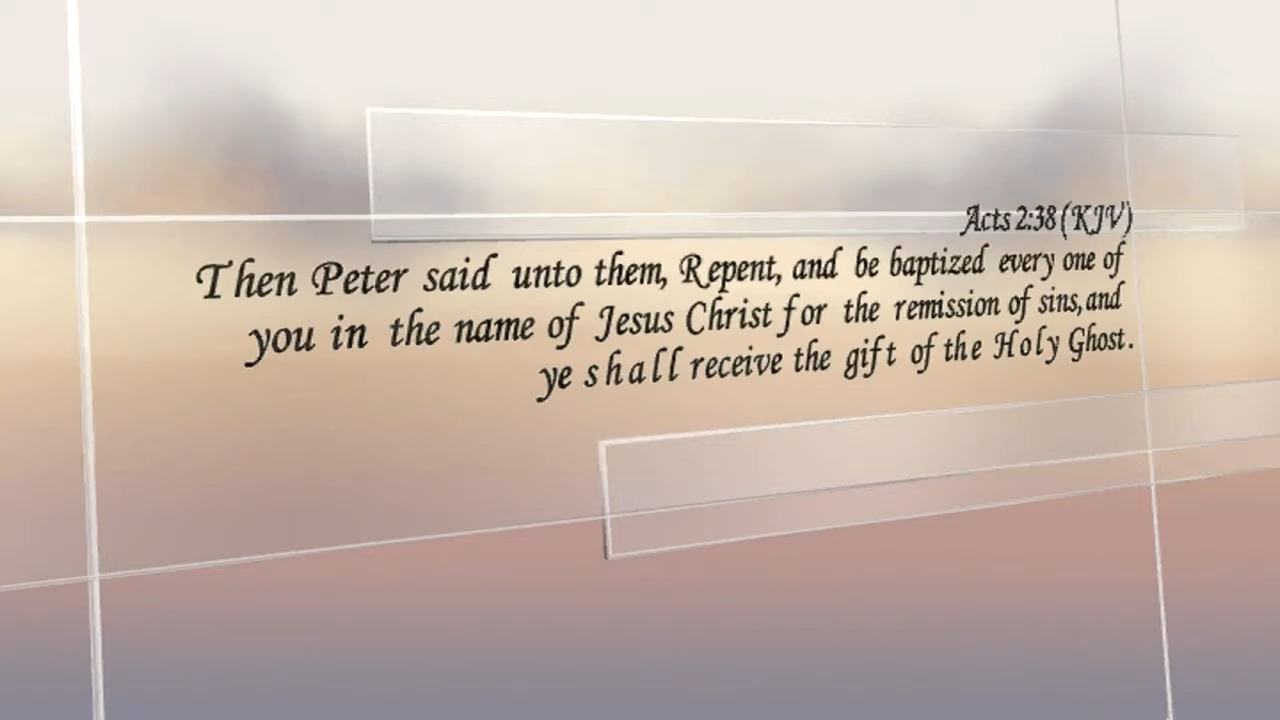 Acts 2:38 (KJV)
Then Peter said unto them, Repent, and be baptized every one of
you in the name of Jesus Christ for the remission of sins, and
ye shall receive the gift of the Holy Ghost.